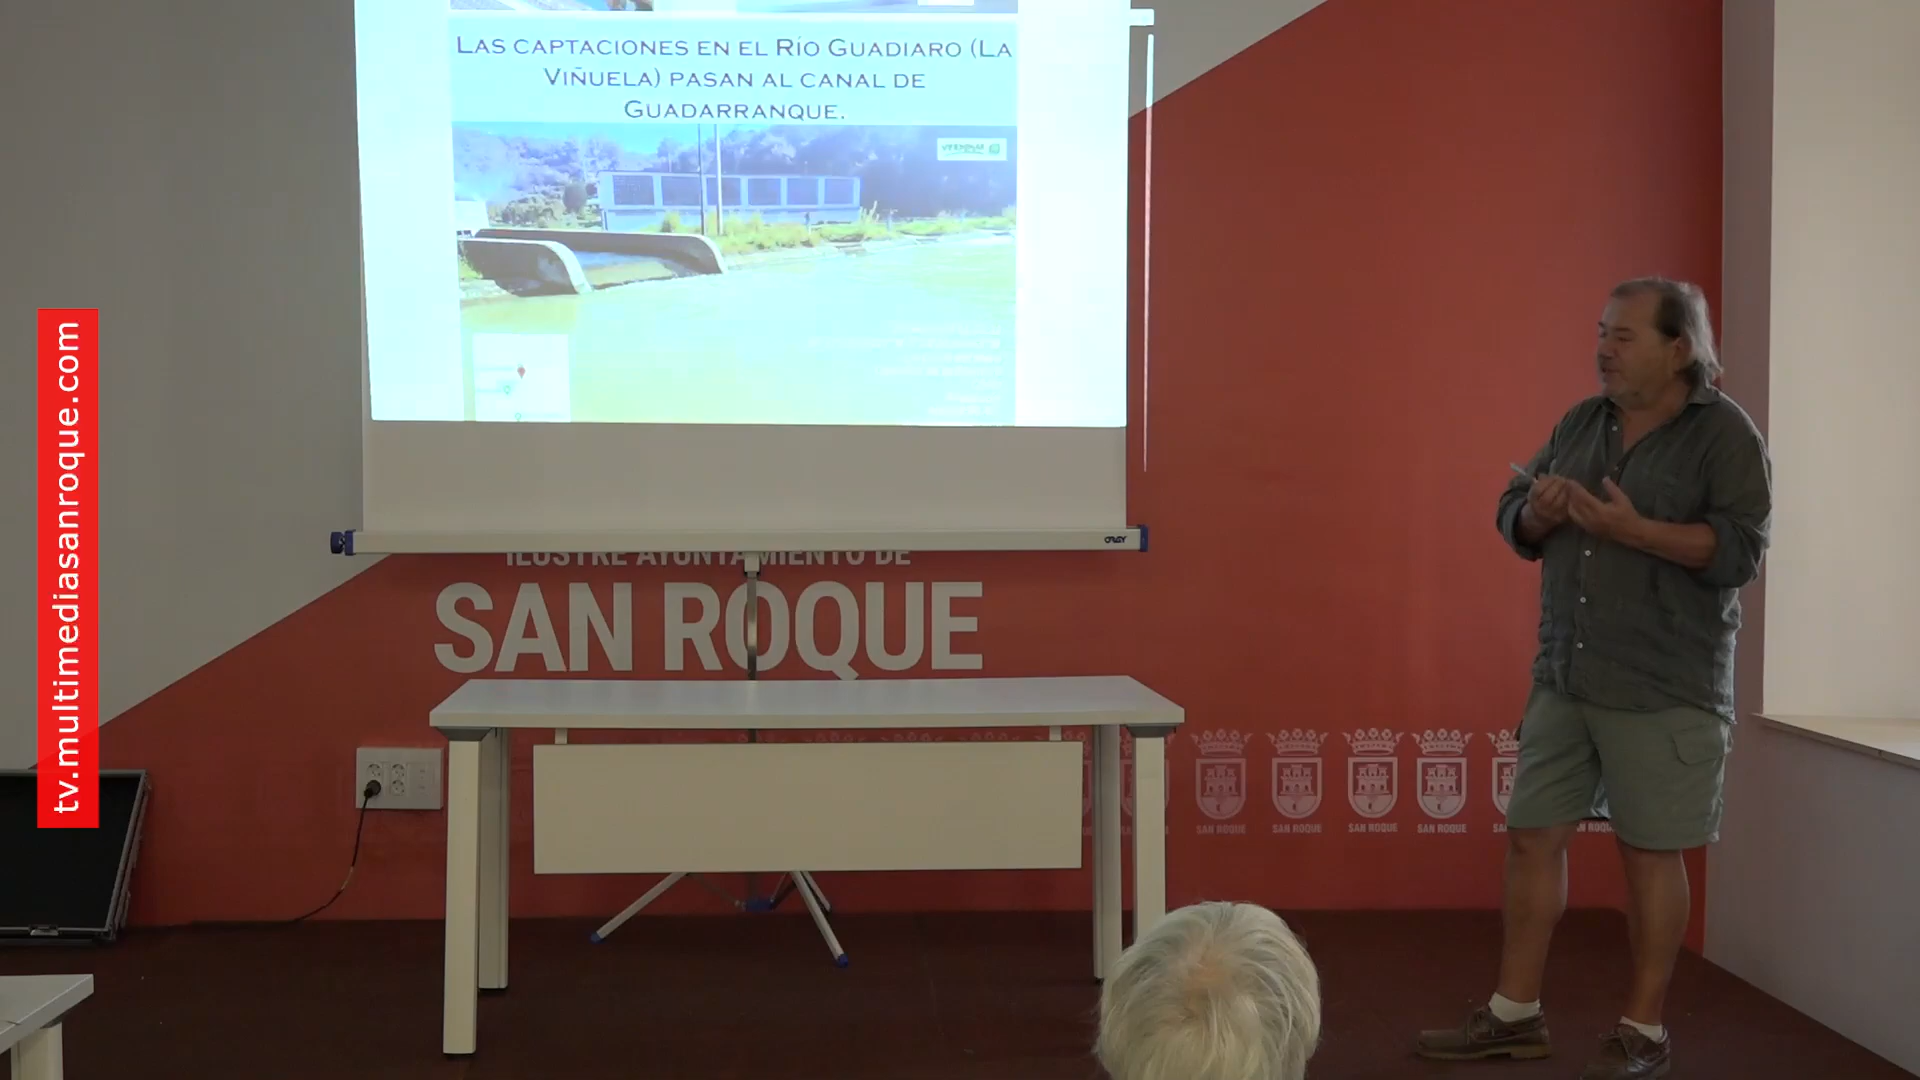 LAS CAPTACIONES EN EL RÍO GUADIARO (LA
VIÑUELA) PASAN AL CANAL DE
GUADARRANQUE.
tv.multimediasanroque.com
ILUSTRE AYUNTAMIENTO DE
SAN ROQUE
SAN ROQUE
SAN ROQUE
SAN ROQUE
SAN ROQUE